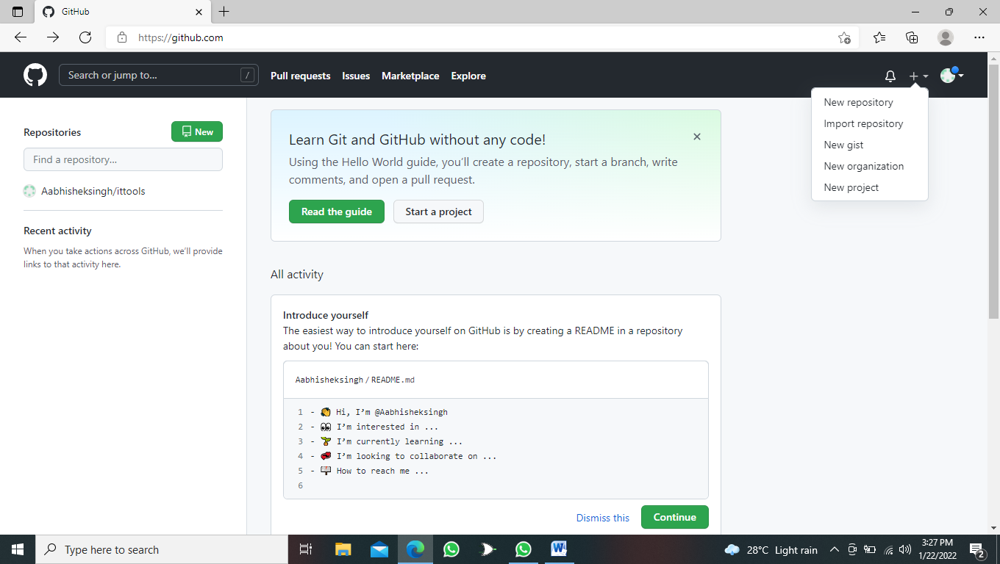 GitHub
https://github.com
Search or jump to... /
Pull requests Issues Marketplace Explore
New repository
Import repository
New gist
New organization
New project
Repositories
New
Find a repository...
Aabhisheksingh/ittools
Recent activity
When you take actions across GitHub, we’ll provide
links to that activity here.
Learn Git and GitHub without any code!
Using the Hello World guide, you’ll create a repository, start a branch, write
comments, and open a pull request.
Read the guide Start a project
All activity
Introduce yourself
The easiest way to introduce yourself on GitHub is by creating a README in a repository
about you! You can start here:
Aabhisheksingh/README.md
1 - 👋 Hi, I’m @Aabhisheksingh
2 - 👀 I’m interested in ...
3 - 🌱 I’m currently learning ...
4 - 💞️ I’m looking to collaborate on ...
5 - 📫 How to reach me ...
6
Dismiss this Continue
Type here to search
28°C Light rain
3:27 PM
1/22/2022
2